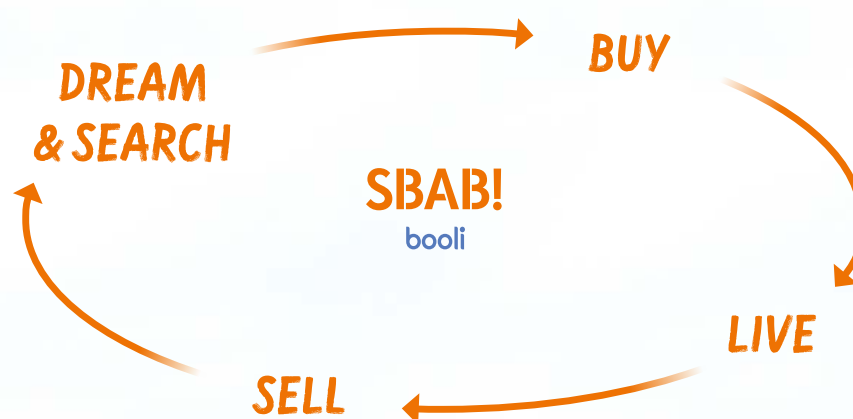 DREAM
& SEARCH
BUY
SBAB!
booli
LIVE
SELL